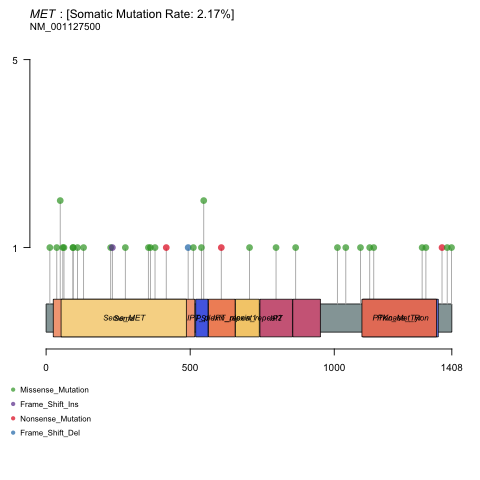 MET : [Somatic Mutation Rate: 2.17%]
NM_001127500
5
1
Sema_MET
0
500
1000
1408
Missense_Mutation
Frame_Shift_Ins
Nonsense_Mutation
Frame_Shift_Del